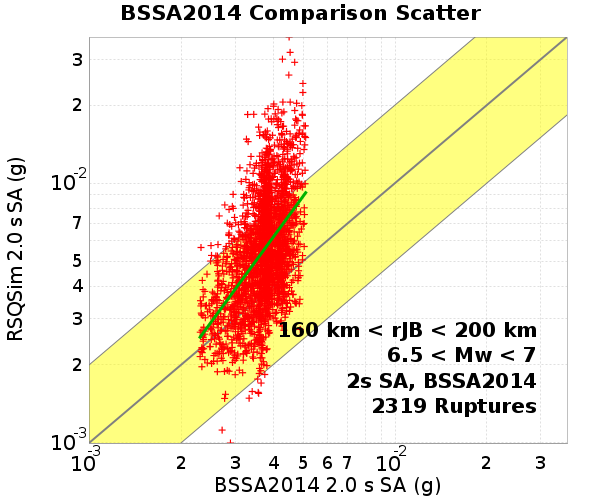 BSSA2014 Comparison Scatter
RSQSim 2.0 s SA (g)
3
2
10-2
7
5
4
3
2
10-3
160 km < rJB < 200 km
6.5 < Mw < 7
2s SA, BSSA2014
2319 Ruptures
10-3 2 3 4 5 6 7 10-2 2 3
BSSA2014 2.0 s SA (g)